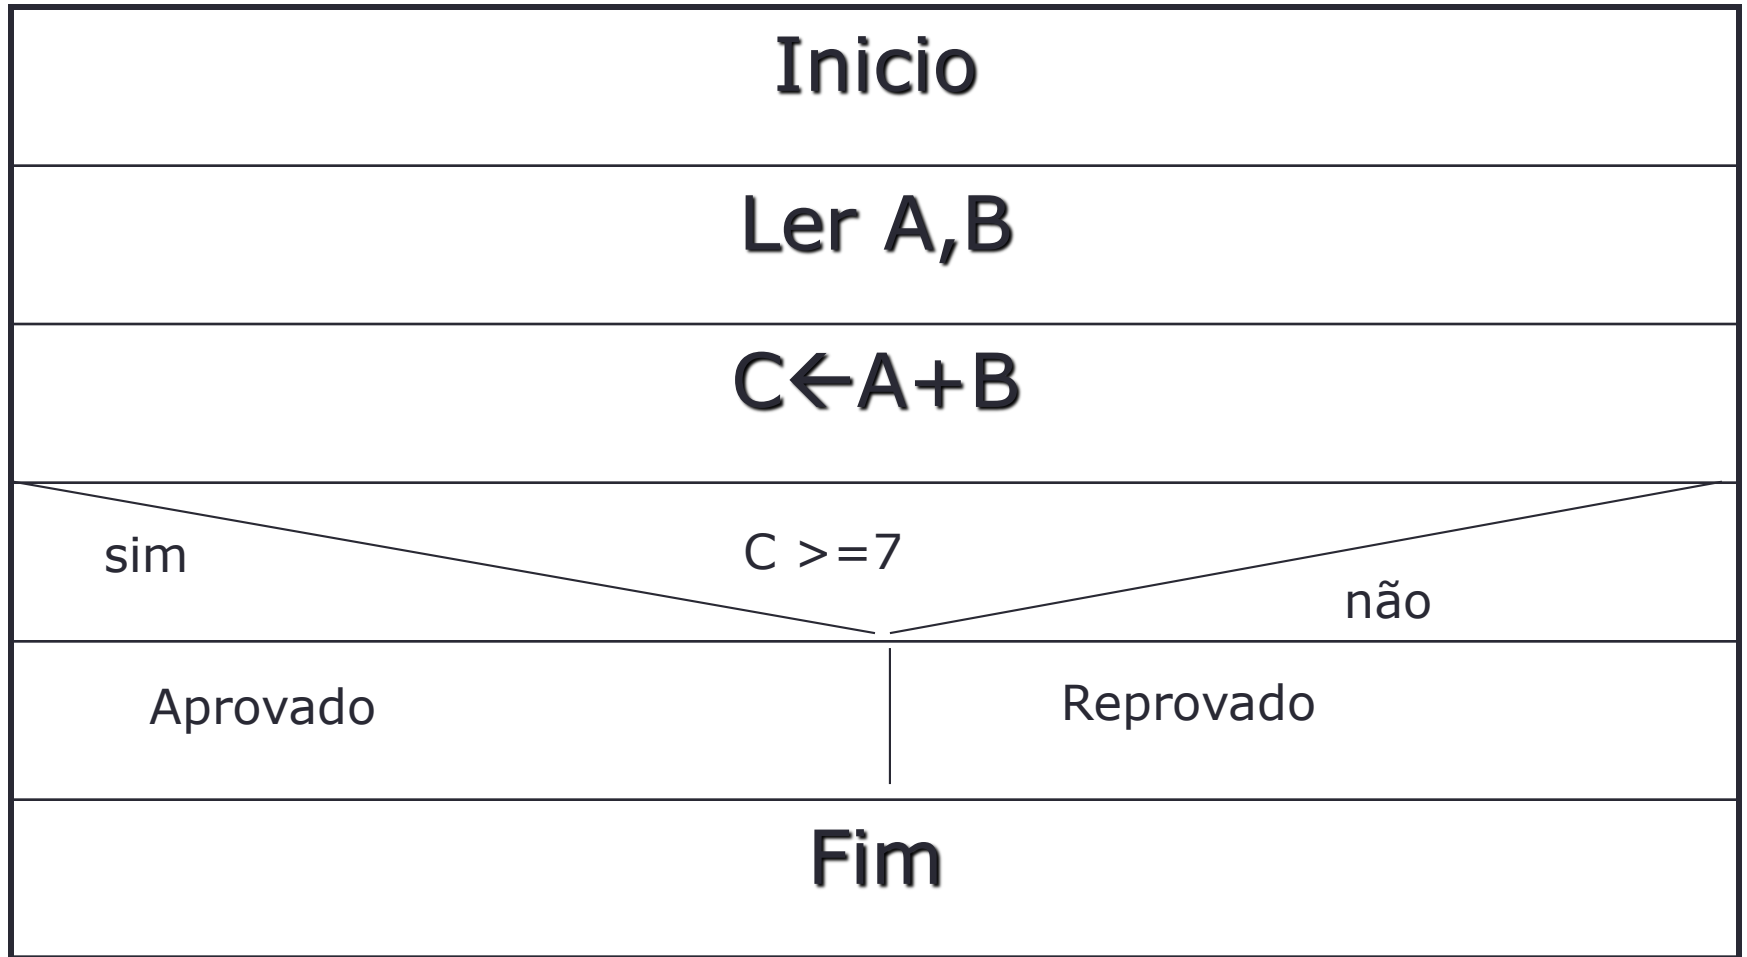 Inicio
Ler A,B
C←A+B
C >=7
sim
não
Aprovado
Reprovado
Fim